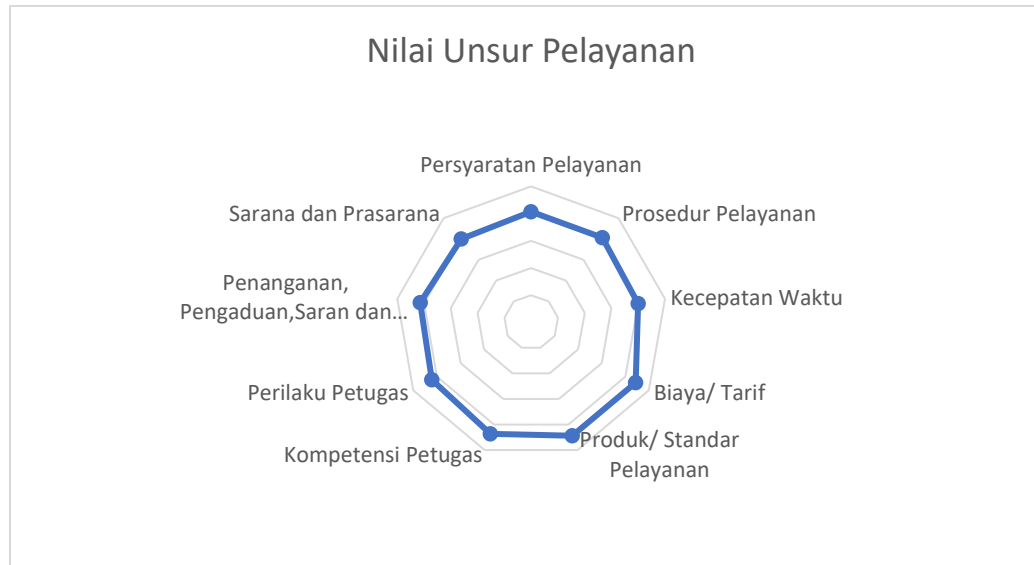 Nilai Unsur Pelayanan
Persyaratan Pelayanan
Prosedur Pelayanan
Kecepatan Waktu
Biaya/ Tarif
Produk/ Standar
Pelayanan
Kompetensi Petugas
Perilaku Petugas
Penanganan,
Pengaduan,Saran dan...
Sarana dan Prasarana